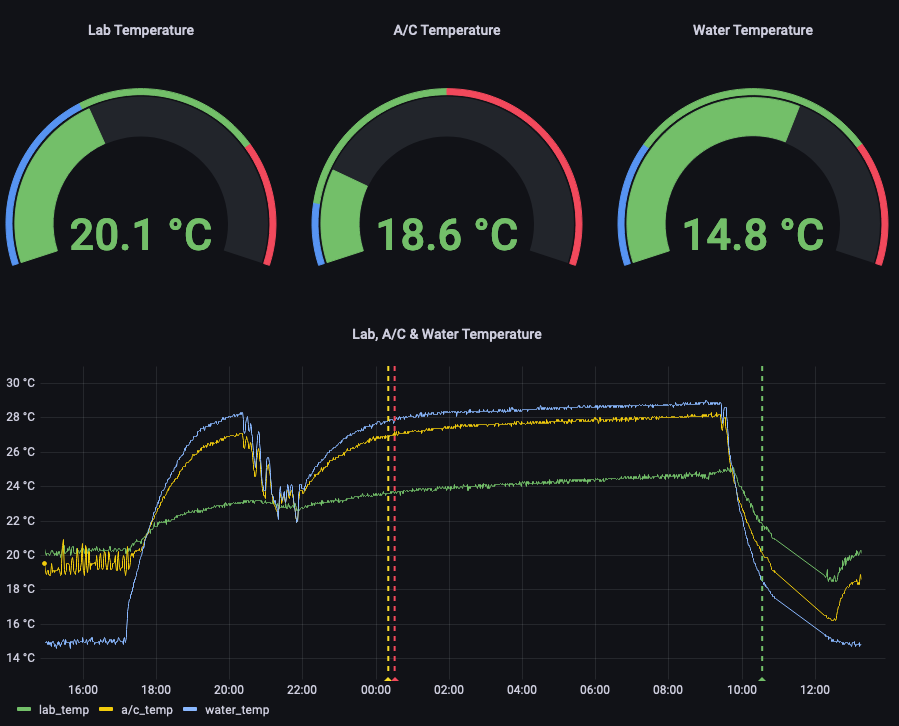 Lab Temperature A/C Temperature Water Temperature
20.1 °C 18.6 °C 14.8 °C
Lab, A/C & Water Temperature
30 °C
28 °C
26 °C
24 °C
22 °C
20 °C
18 °C
16 °C
14 °C
16:00 18:00 20:00 22:00 00:00 02:00 04:00 06:00 08:00 10:00 12:00
lab_temp a/c_temp water_temp